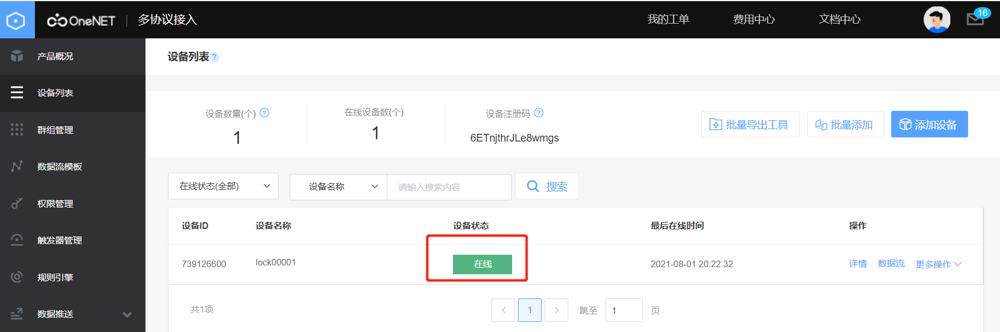 OneNET 多协议接入 我的工单 费用中心 文档中心 16
产品概况
设备列表
群组管理
数据流模板
权限管理
触发器管理
规则引擎
数据推送
设备列表 ?
设备数量(个) ? 在线设备数(个) 设备注册码 ?
1 1 6ETnjthrJLe8wmgs
批量导出工具 批量添加 添加设备
在线状态(全部) 设备名称 请输入搜索内容 搜索
设备ID 设备名称 设备状态 最后在线时间 操作
739126600 lock00001 在线 2021-08-01 20:22:32 详情 数据流 更多操作
共1项 < 1 > 跳至 1 页